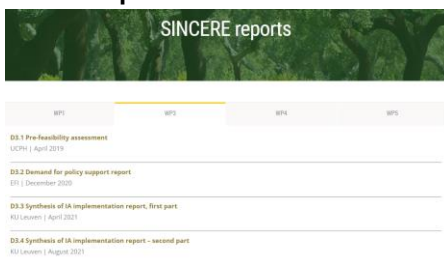 SINCERE reports
WP1 WP3 WP4 WP5
D3.1 Pre-feasibility assessment
UCPH | April 2019
D3.2 Demand for policy support report
EFI | December 2020
D3.3 Synthesis of IA implementation report, first part
KU Leuven | April 2021
D3.4 Synthesis of IA implementation report – second part
KU Leuven | August 2021